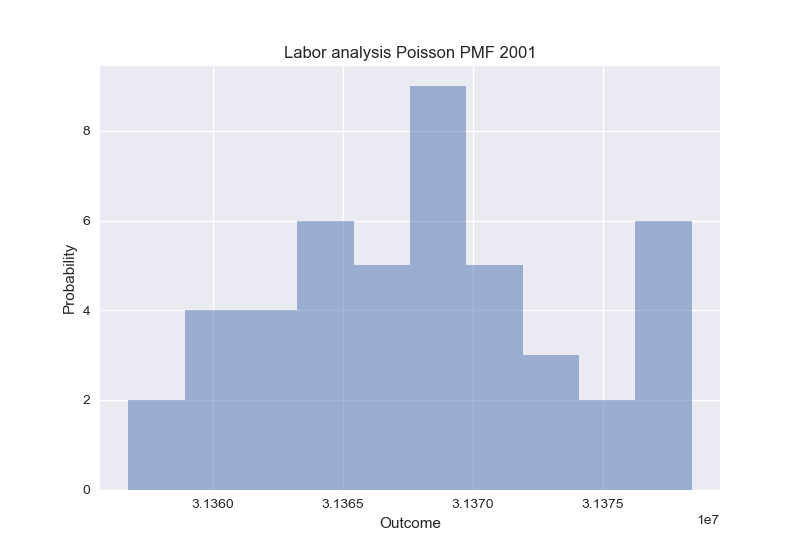 Labor analysis Poisson PMF 2001
8
6
4
2
0
Probability
3.1360 3.1365 3.1370 3.1375
1e7
Outcome